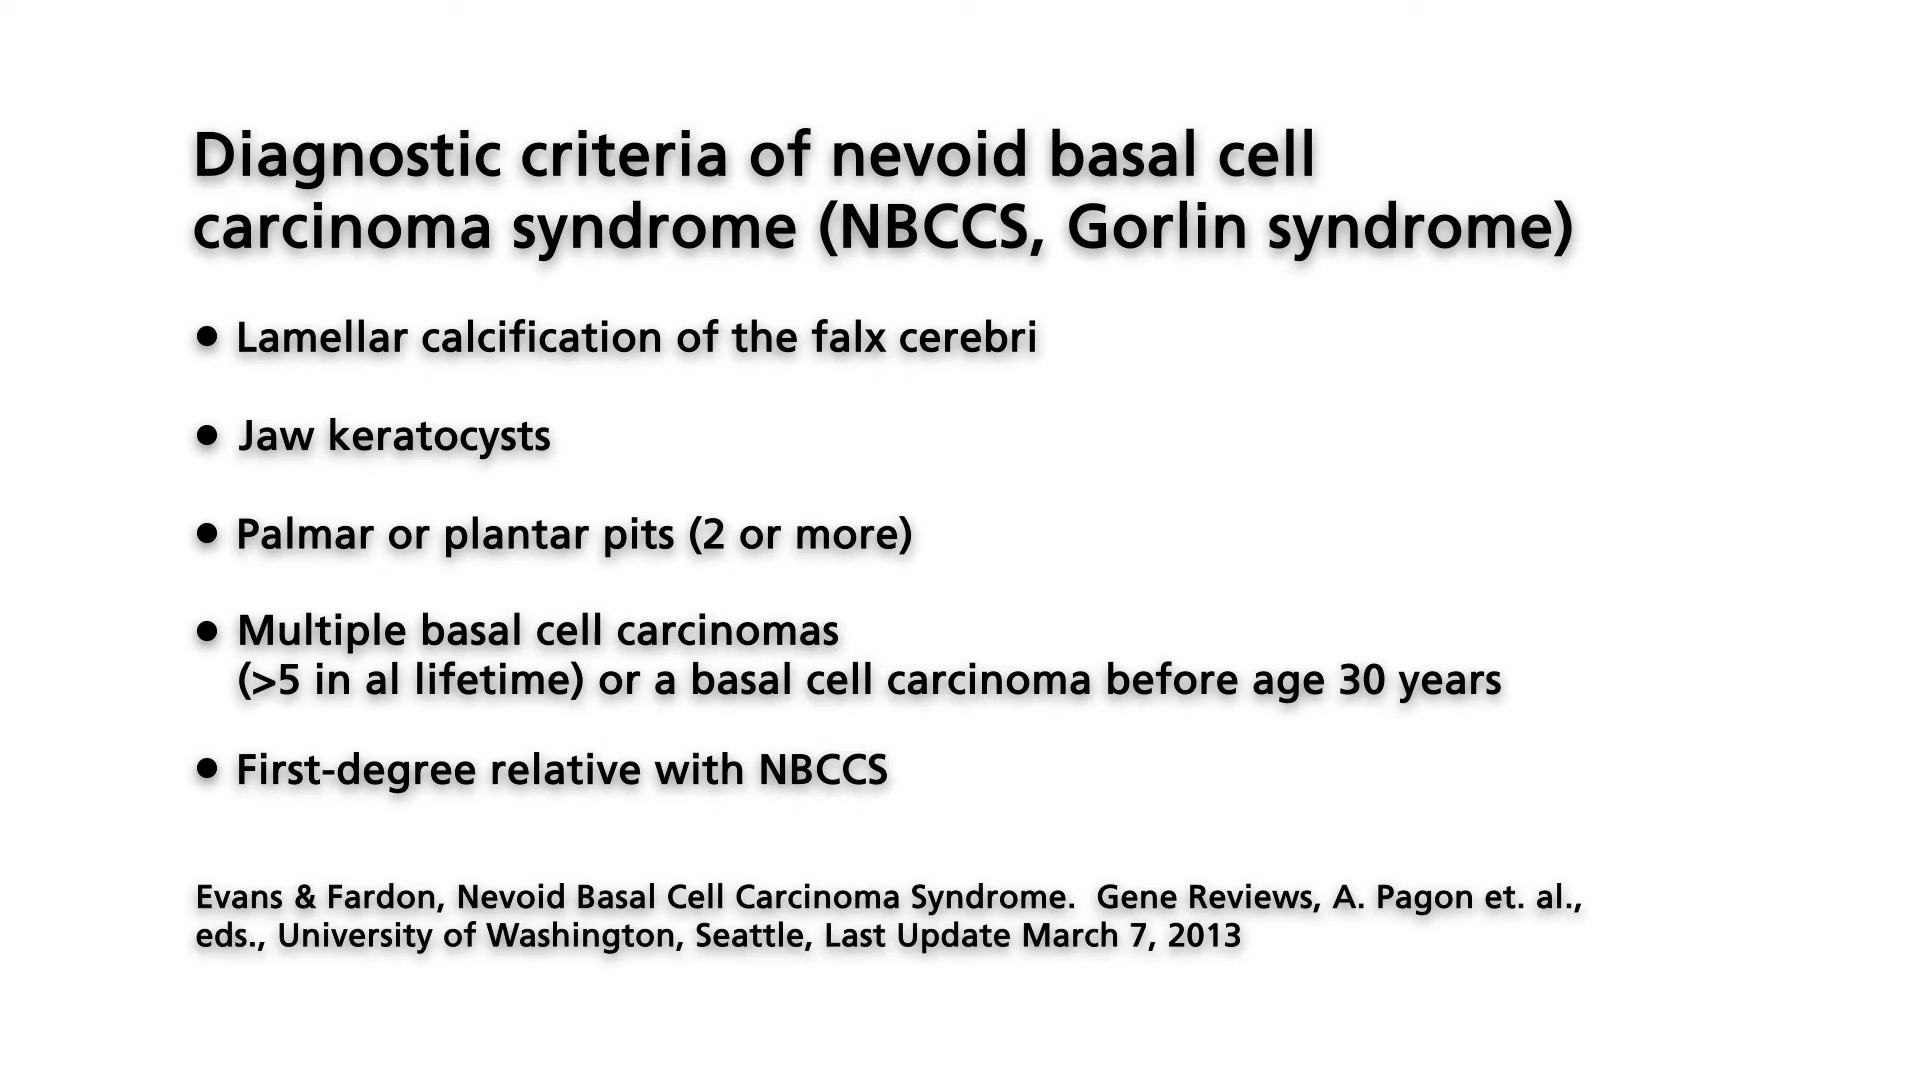 Diagnostic criteria of nevoid basal cell
carcinoma syndrome (NBCCS, Gorlin syndrome)
• Lamellar calcification of the falx cerebri
• Jaw keratocysts
• Palmar or plantar pits (2 or more)
• Multiple basal cell carcinomas
(>5 in al lifetime) or a basal cell carcinoma before age 30 years
• First-degree relative with NBCCS
Evans & Fardon, Nevoid Basal Cell Carcinoma Syndrome.  Gene Reviews, A. Pagon et. al.,
eds., University of Washington, Seattle, Last Update March 7, 2013